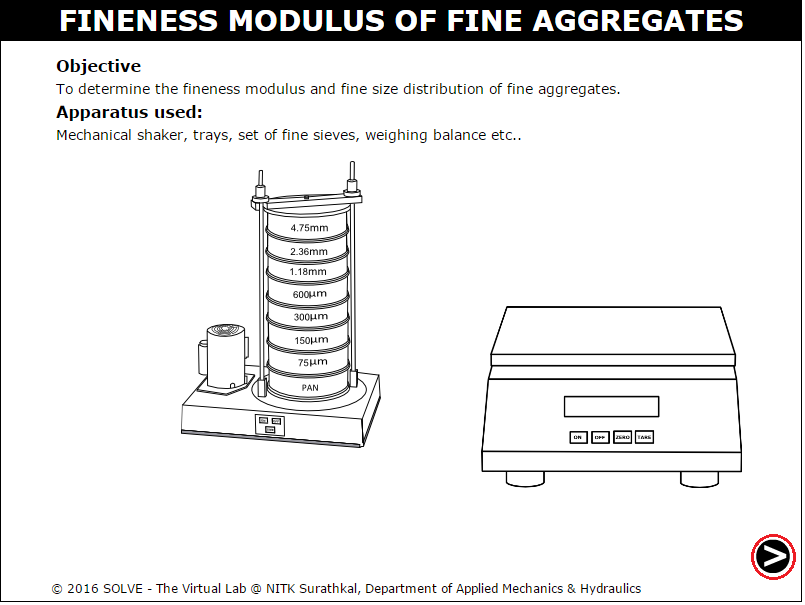 FINENESS MODULUS OF FINE AGGREGATES
Objective
To determine the fineness modulus and fine size distribution of fine aggregates.
Apparatus used:
Mechanical shaker, trays, set of fine sieves, weighing balance etc..
4.75mm
2.36mm
1.18mm
600μm
300μm
150μm
75μm
PAN
ON OFF ZERO TARE
© 2016 SOLVE - The Virtual Lab @ NITK Surathkal, Department of Applied Mechanics & Hydraulics